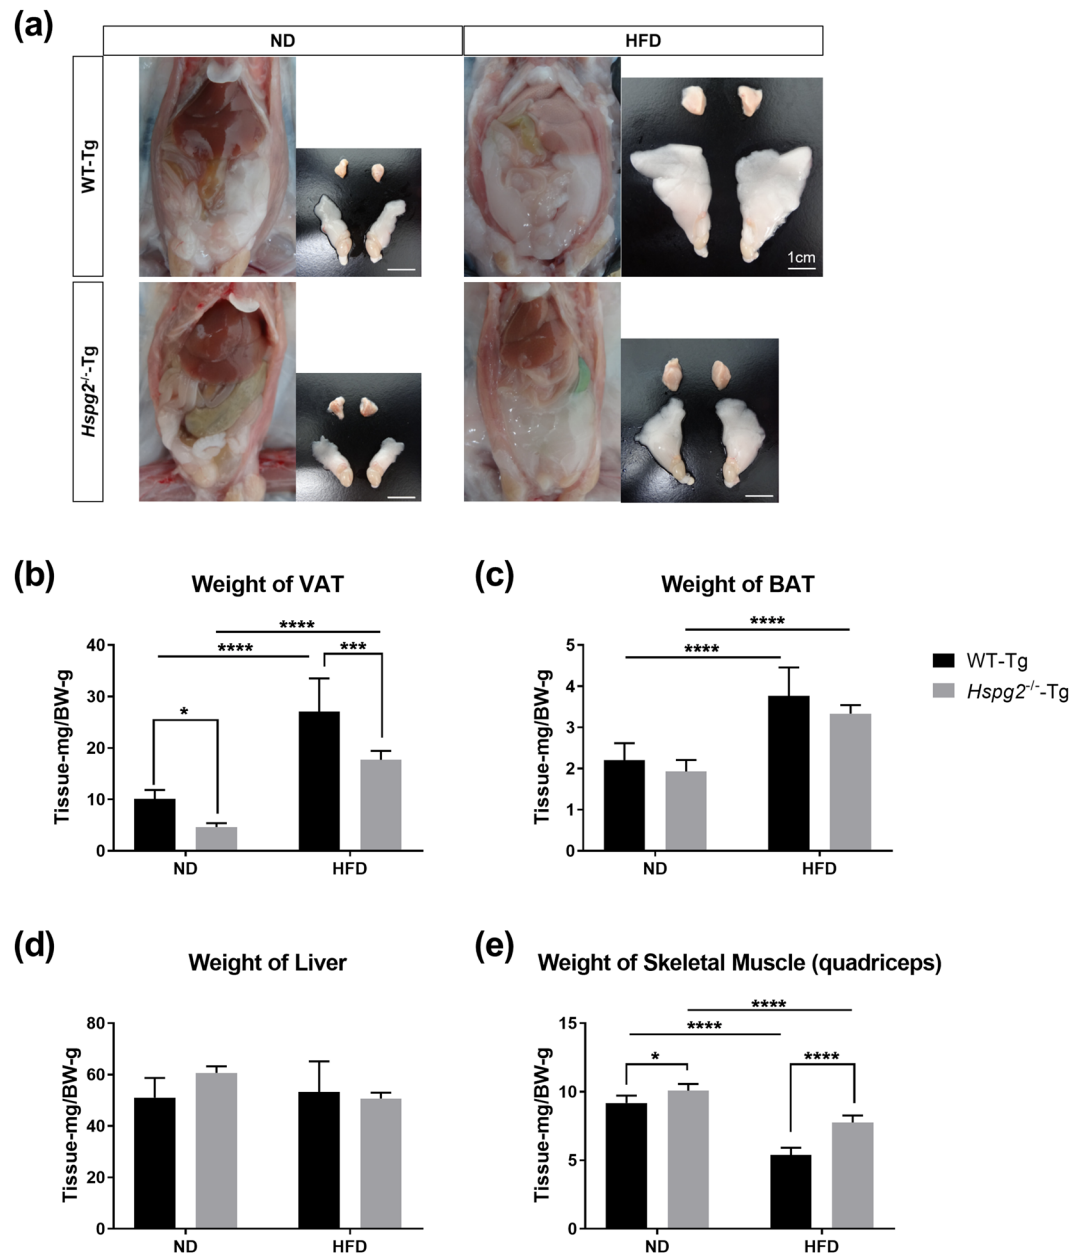 (a)
ND
HFD
WT-Tg
1cm
Hspg2-/--Tg
(b)
Weight of VAT
Tissue-mg/BW-g
40
30
20
10
0
****
****
***
*
ND
HFD
(c)
Weight of BAT
Tissue-mg/BW-g
5
4
3
2
1
0
****
****
ND
HFD
WT-Tg
Hspg2-/--Tg
(d)
Weight of Liver
Tissue-mg/BW-g
80
60
40
20
0
ND
HFD
(e)
Weight of Skeletal Muscle (quadriceps)
Tissue-mg/BW-g
15
10
5
0
****
****
*
****
ND
HFD